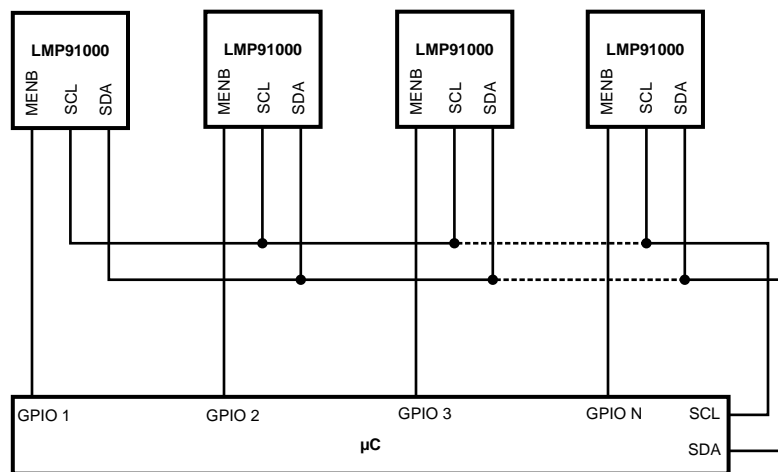 LMP91000 LMP91000 LMP91000 LMP91000
MENB SCL SDA MENB SCL SDA MENB SCL SDA MENB SCL SDA
GPIO 1 GPIO 2 GPIO 3 GPIO N SCL
µC
SDA